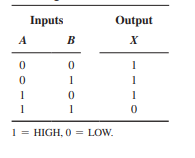 Inputs Output
A B X
0 0 1
0 1 1
1 0 1
1 1 0
1 = HIGH, 0 = LOW.